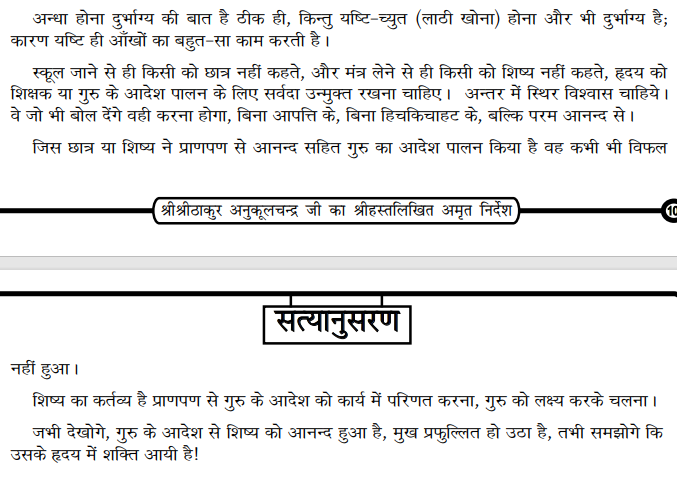 अन्धा होना दुर्भाग्य की बात है ठीक ही, किन्तु यष्टि-च्युत (लाठी खोना) होना और भी दुर्भाग्य है;
कारण यष्टि ही आँखों का बहुत-सा काम करती है।
स्कूल जाने से ही किसी को छात्र नहीं कहते, और मंत्र लेने से ही किसी को शिष्य नहीं कहते, हृदय को
शिक्षक या गुरु के आदेश पालन के लिए सर्वदा उन्मुक्त रखना चाहिए। अन्तर में स्थिर विश्वास चाहिये।
वे जो भी बोल देंगे वही करना होगा, बिना आपत्ति के, बिना हिचकिचाहट के, बल्कि परम आनन्द से।
जिस छात्र या शिष्य ने प्राणपण से आनन्द सहित गुरु का आदेश पालन किया है वह कभी भी विफल
श्रीश्रीठाकुर अनुकूलचन्द्र जी का श्रीहस्तलिखित अमृत निर्देश
सत्यानुसरण
नहीं हुआ।
शिष्य का कर्तव्य है प्राणपण से गुरु के आदेश को कार्य में परिणत करना, गुरु को लक्ष्य करके चलना।
जभी देखोगे, गुरु के आदेश से शिष्य को आनन्द हुआ है, मुख प्रफुल्लित हो उठा है, तभी समझोगे कि
उसके हृदय में शक्ति आयी है!